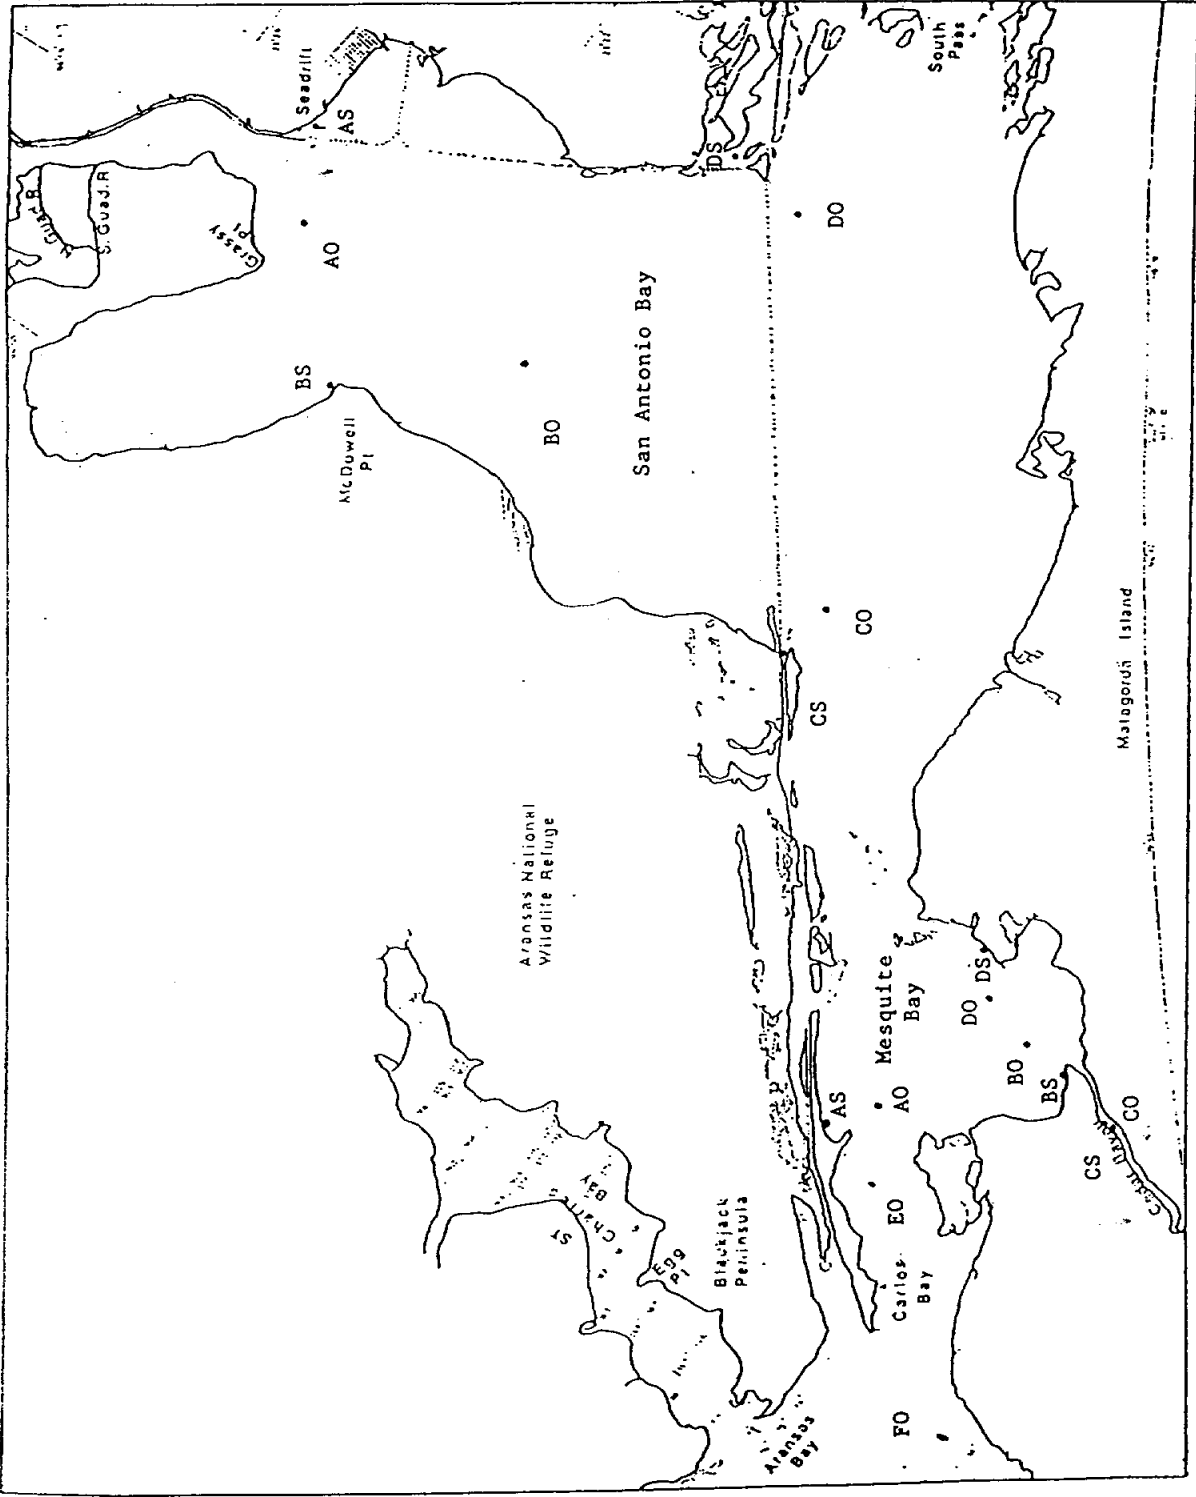 N. Guad. R.
S. Guad. R.
Seadrift
AS
Grassy
Pt
AO
BS
McDowell
Pt
BO
San Antonio Bay
DS
DO
South
Pass
CO
CS
Matagorda Island
Aransas National
Wildlife Refuge
Mesquite
Bay
DS
DO
BO
BS
AS
AO
CO
CS
Cedar Bayou
EO
Carlos
Bay
ST
Charles
Bay
Egg
Pt
Blackjack
Peninsula
Aransas
Bay
FO